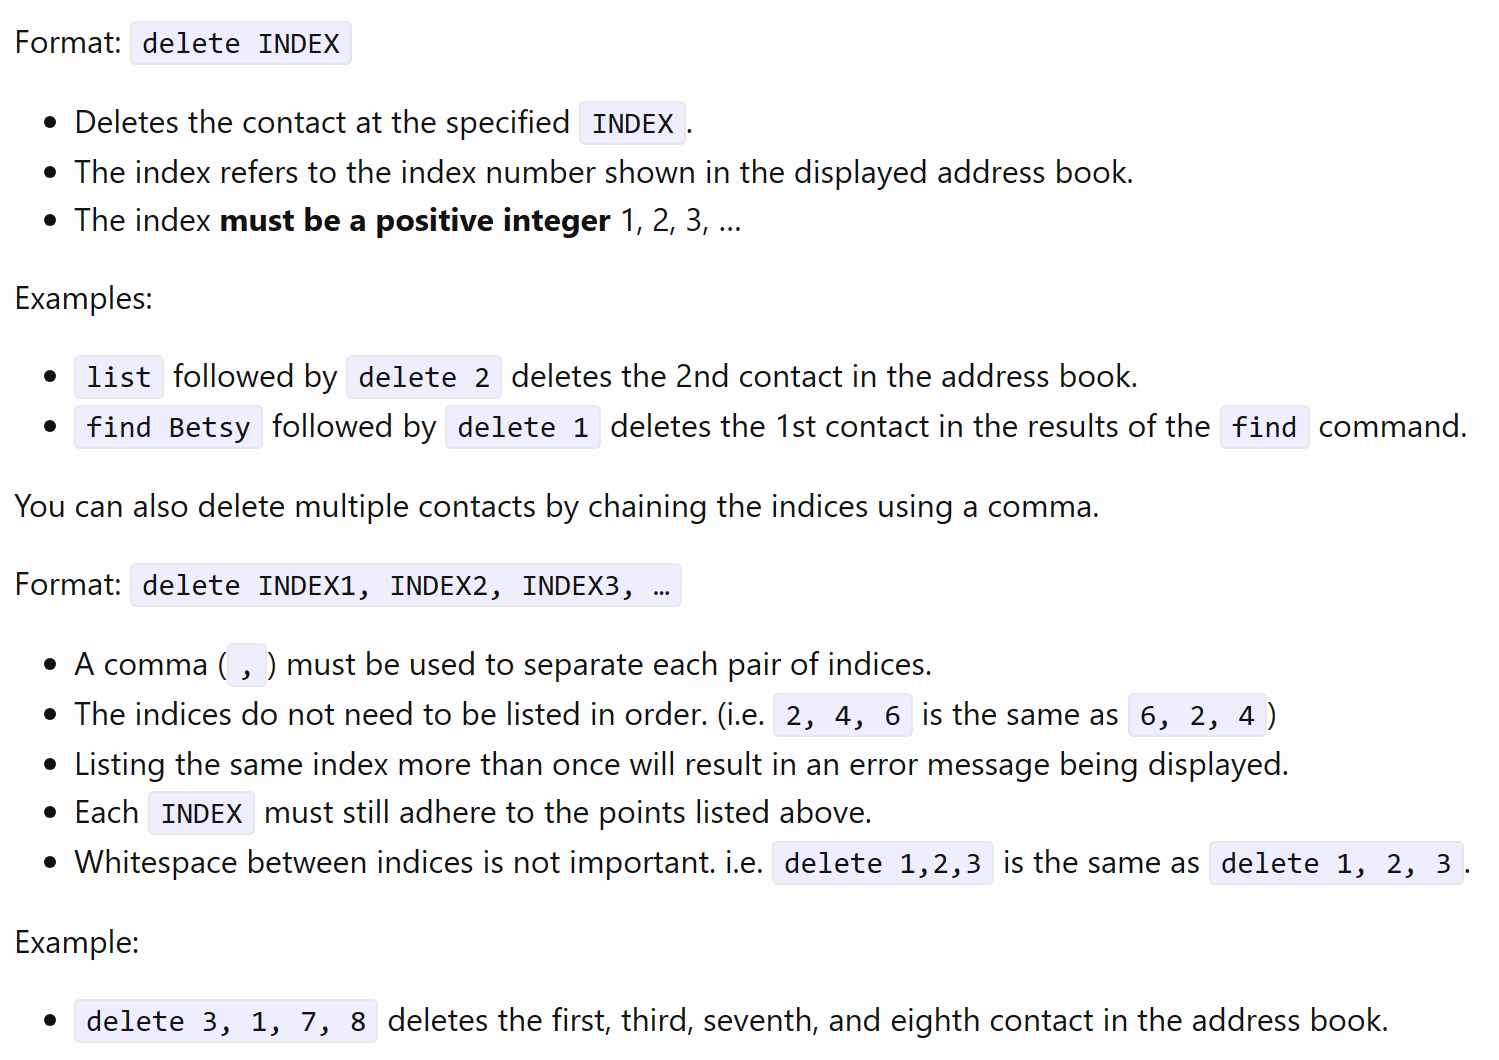 Format: delete INDEX
• Deletes the contact at the specified INDEX.
• The index refers to the index number shown in the displayed address book.
• The index must be a positive integer 1, 2, 3, …
Examples:
• list followed by delete 2 deletes the 2nd contact in the address book.
• find Betsy followed by delete 1 deletes the 1st contact in the results of the find command.
You can also delete multiple contacts by chaining the indices using a comma.
Format: delete INDEX1, INDEX2, INDEX3, …
• A comma (,) must be used to separate each pair of indices.
• The indices do not need to be listed in order. (i.e. 2, 4, 6 is the same as 6, 2, 4)
• Listing the same index more than once will result in an error message being displayed.
• Each INDEX must still adhere to the points listed above.
• Whitespace between indices is not important. i.e. delete 1,2,3 is the same as delete 1, 2, 3.
Example:
• delete 3, 1, 7, 8 deletes the first, third, seventh, and eighth contact in the address book.